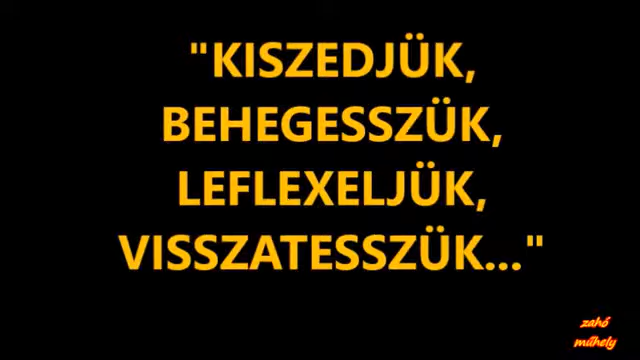 "KISZEDJÜK,
BEHEGESSZÜK,
LEFLEXELJÜK,
VISSZATESSZÜK..."
zahó
műhely